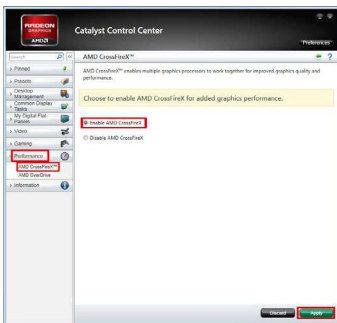 RADEON
GRAPHICS
AMD
Catalyst Control Center
Preferences
Search
Pinned
Presets
Desktop
Management
Common Display
Tasks
My Digital Flat-
Panels
Video
Gaming
Performance
AMD CrossFireX™
AMD OverDrive
Information
AMD CrossFireX™
?
AMD CrossFireX™ enables multiple graphics processors to work together for improved graphics quality and
performance.
Choose to enable AMD CrossFireX for added graphics performance.
Enable AMD CrossFireX
Disable AMD CrossFireX
Discard
Apply